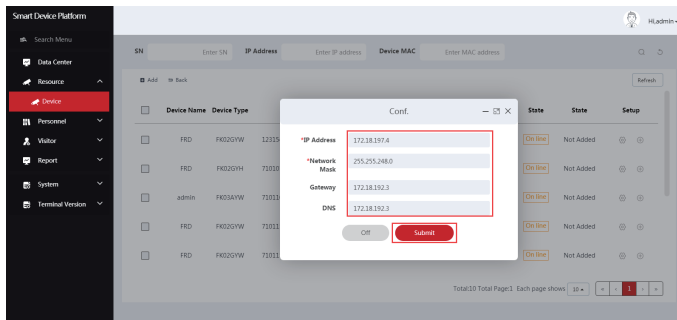 Smart Device Platform
Hi,admin
Search Menu
SN Enter SN IP Address Enter IP address Device MAC Enter MAC address
Data Center
Resource
Add Back Refresh
Device
Device Name Device Type State State Setup
Conf.
Personnel
Visitor
Report
System
Terminal Version
FRD FK02GYW 12315 On line Not Added
FRD FK02GYH 71010 On line Not Added
admin FK03AYW 71011 On line Not Added
FRD FK02GYW 71011 On line Not Added
FRD FK02GYW 71011 On line Not Added
*IP Address 172.18.197.4
*Network Mask 255.255.248.0
Gateway 172.18.192.3
DNS 172.18.192.3
Off Submit
Total:10 Total Page:1 Each page shows 10 « ‹ 1 › »